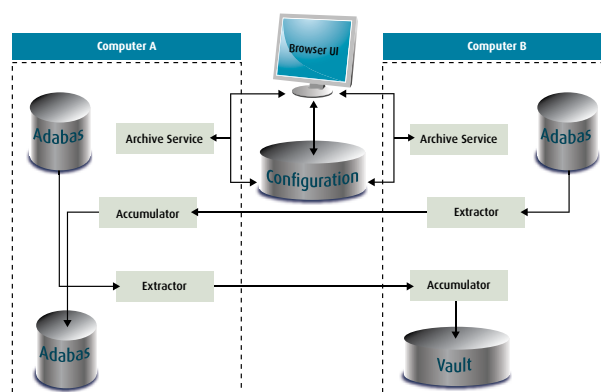 Computer A
Browser UI
Computer B
Adabas
Archive Service
Archive Service
Adabas
Configuration
Accumulator
Extractor
Extractor
Accumulator
Adabas
Vault